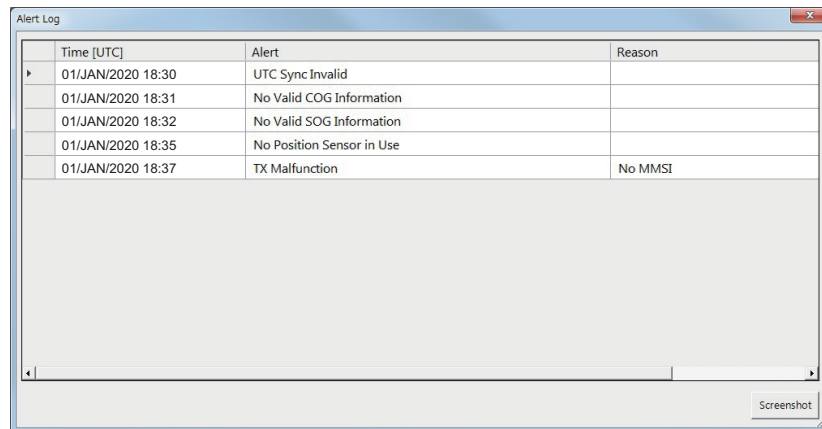 Alert Log
Time [UTC] Alert Reason
01/JAN/2020 18:30 UTC Sync Invalid
01/JAN/2020 18:31 No Valid COG Information
01/JAN/2020 18:32 No Valid SOG Information
01/JAN/2020 18:35 No Position Sensor in Use
01/JAN/2020 18:37 TX Malfunction No MMSI
Screenshot